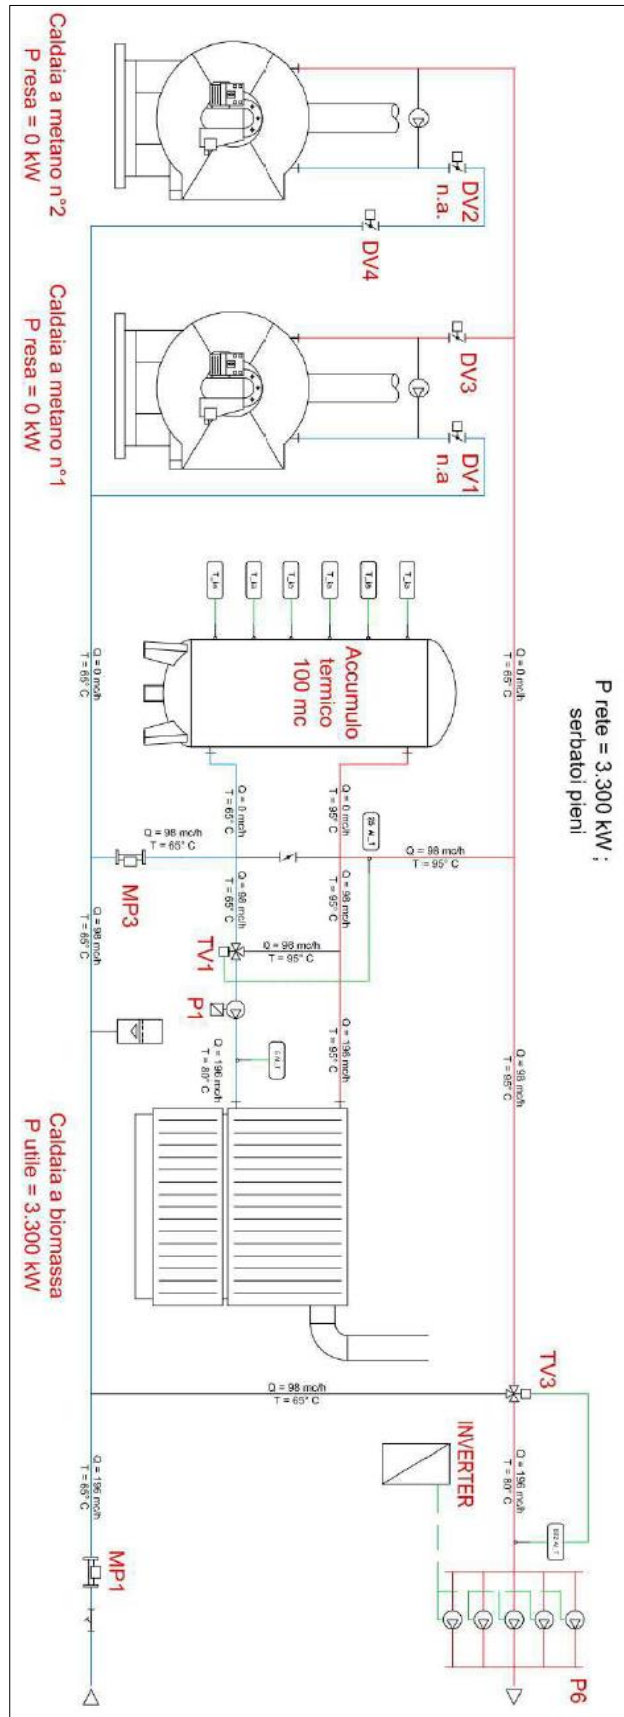 P rete = 3.300 kW ;
serbatoi pieni
Caldaia a metano n°2
P resa = 0 kW
DV2
n.a.
DV4
Caldaia a metano n°1
P resa = 0 kW
DV3
DV1
n.a
Accumulo
termico
100 mc
Q = 0 mc/h
T = 65° C
Q = 0 mc/h
T = 65° C
Q = 0 mc/h
T = 65° C
Q = 0 mc/h
T = 95° C
Q = 98 mc/h
T = 65° C
MP3
Q = 98 mc/h
T = 95° C
Q = 98 mc/h
T = 65° C
Q = 98 mc/h
T = 65° C
Q = 98 mc/h
T = 95° C
TV1
Q = 98 mc/h
T = 95° C
P1
Q = 196 mc/h
T = 80° C
Q = 196 mc/h
T = 95° C
Q = 98 mc/h
T = 95° C
Caldaia a biomassa
P utile = 3.300 kW
TV3
Q = 98 mc/h
T = 65° C
INVERTER
Q = 196 mc/h
T = 80° C
Q = 196 mc/h
T = 65° C
MP1
P6